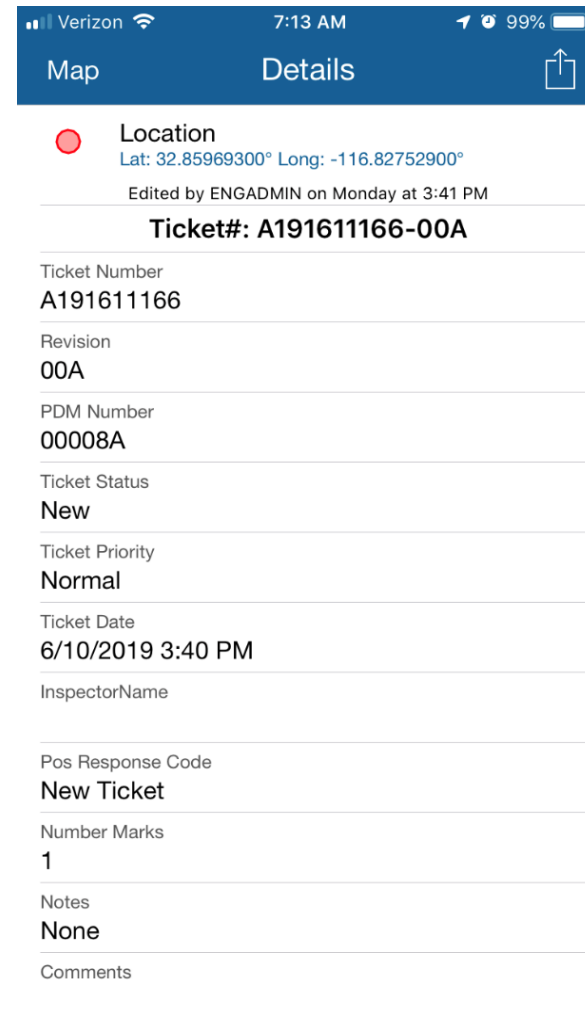 Verizon 7:13 AM 99%
Map Details
Location
Lat: 32.85969300° Long: -116.82752900°
Edited by ENGADMIN on Monday at 3:41 PM
Ticket#: A191611166-00A
Ticket Number
A191611166
Revision
00A
PDM Number
00008A
Ticket Status
New
Ticket Priority
Normal
Ticket Date
6/10/2019 3:40 PM
InspectorName
Pos Response Code
New Ticket
Number Marks
1
Notes
None
Comments